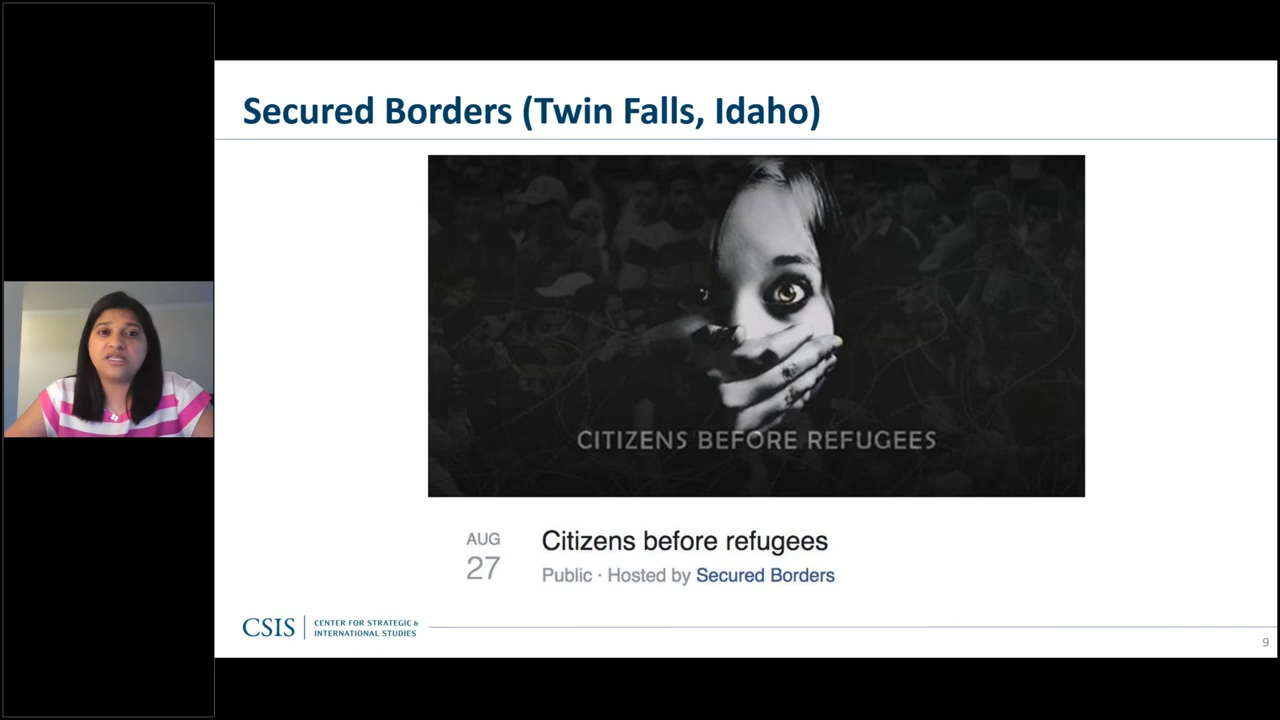 Secured Borders (Twin Falls, Idaho)
CITIZENS BEFORE REFUGEES
AUG
27
Citizens before refugees
Public · Hosted by Secured Borders
CSIS
CENTER FOR STRATEGIC &
INTERNATIONAL STUDIES
9